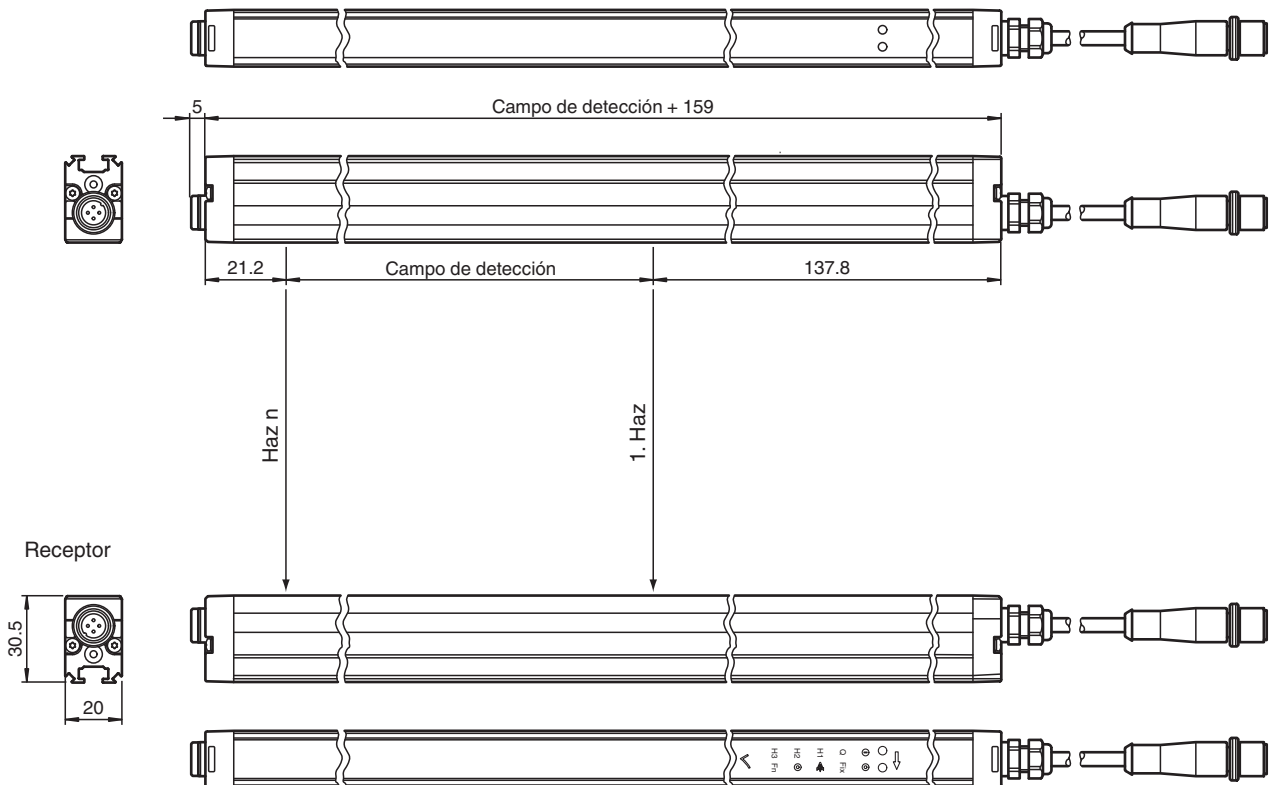 5
Campo de detección + 159
21.2
Campo de detección
137.8
Haz n
1. Haz
Receptor
30.5
20
H3 Fn
H2
H1
Q Fix